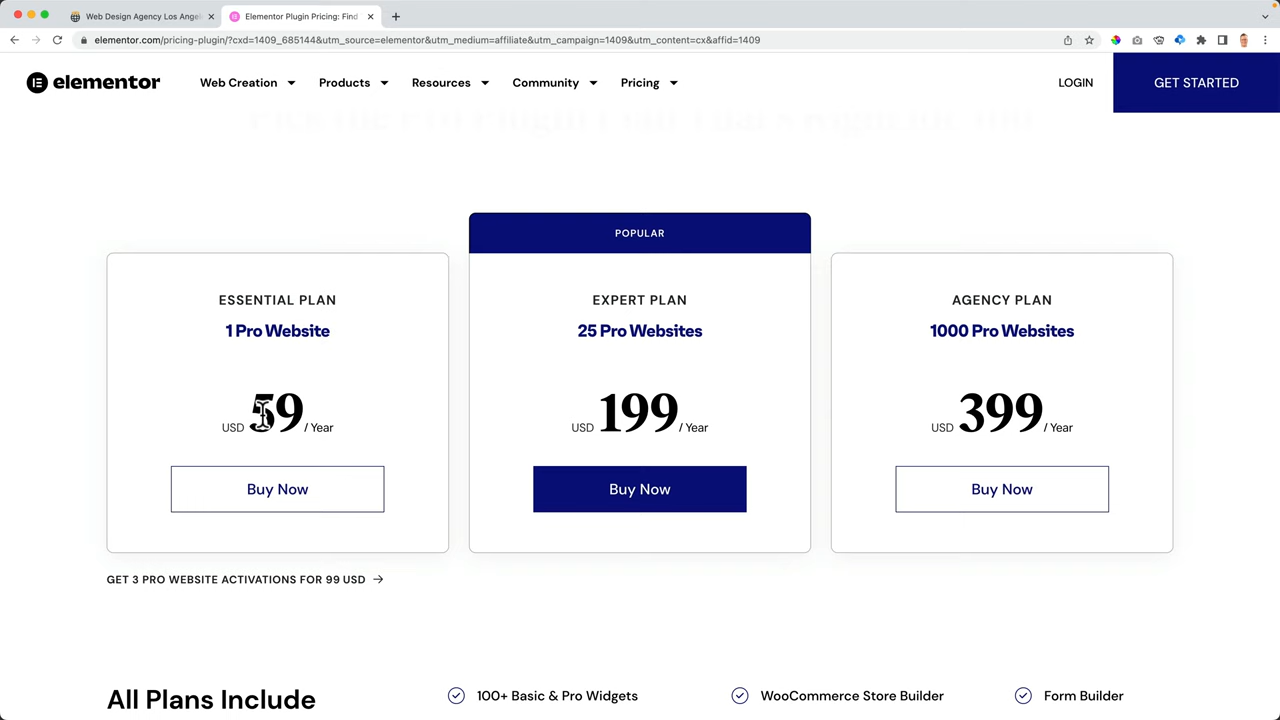 Web Design Agency Los Angel
Elementor Plugin Pricing: Find
elementor.com/pricing-plugin/?cxd=1409_685144&utm_source=elementor&utm_medium=affiliate&utm_campaign=1409&utm_content=cx&affid=1409
elementor
Web Creation
Products
Resources
Community
Pricing
LOGIN
GET STARTED
POPULAR
ESSENTIAL PLAN
1 Pro Website
USD 59 / Year
Buy Now
EXPERT PLAN
25 Pro Websites
USD 199 / Year
Buy Now
AGENCY PLAN
1000 Pro Websites
USD 399 / Year
Buy Now
GET 3 PRO WEBSITE ACTIVATIONS FOR 99 USD
All Plans Include
100+ Basic & Pro Widgets
WooCommerce Store Builder
Form Builder